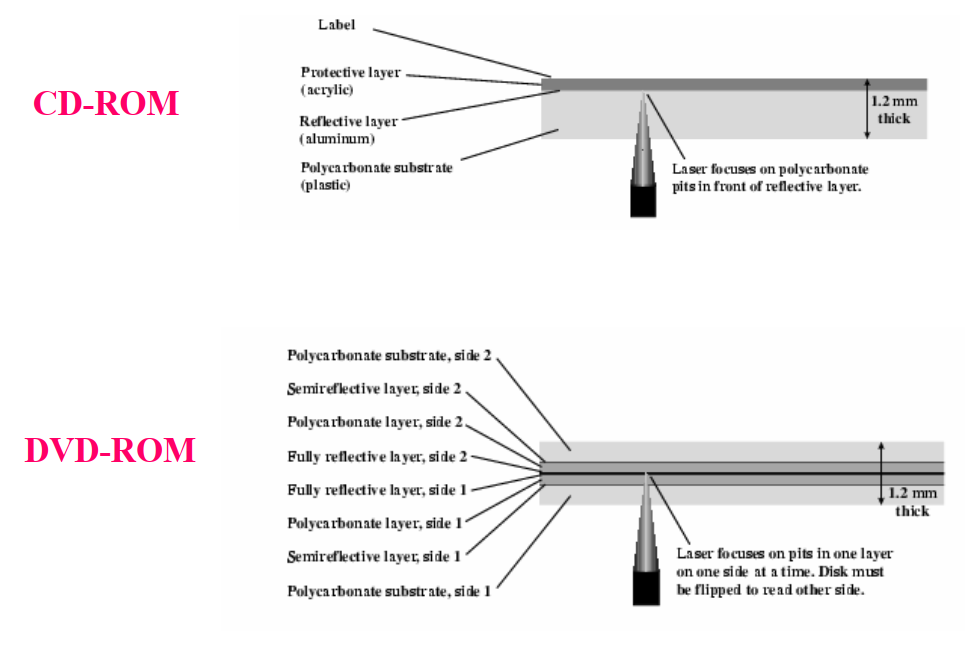 CD-ROM
Label
Protective layer
(acrylic)
Reflective layer
(aluminum)
Polycarbonate substrate
(plastic)
1.2 mm
thick
Laser focuses on polycarbonate
pits in front of reflective layer.
DVD-ROM
Polycarbonate substrate, side 2
Semireflective layer, side 2
Polycarbonate layer, side 2
Fully reflective layer, side 2
Fully reflective layer, side 1
Polycarbonate layer, side 1
Semireflective layer, side 1
Polycarbonate substrate, side 1
1.2 mm
thick
Laser focuses on pits in one layer
on one side at a time. Disk must
be flipped to read other side.